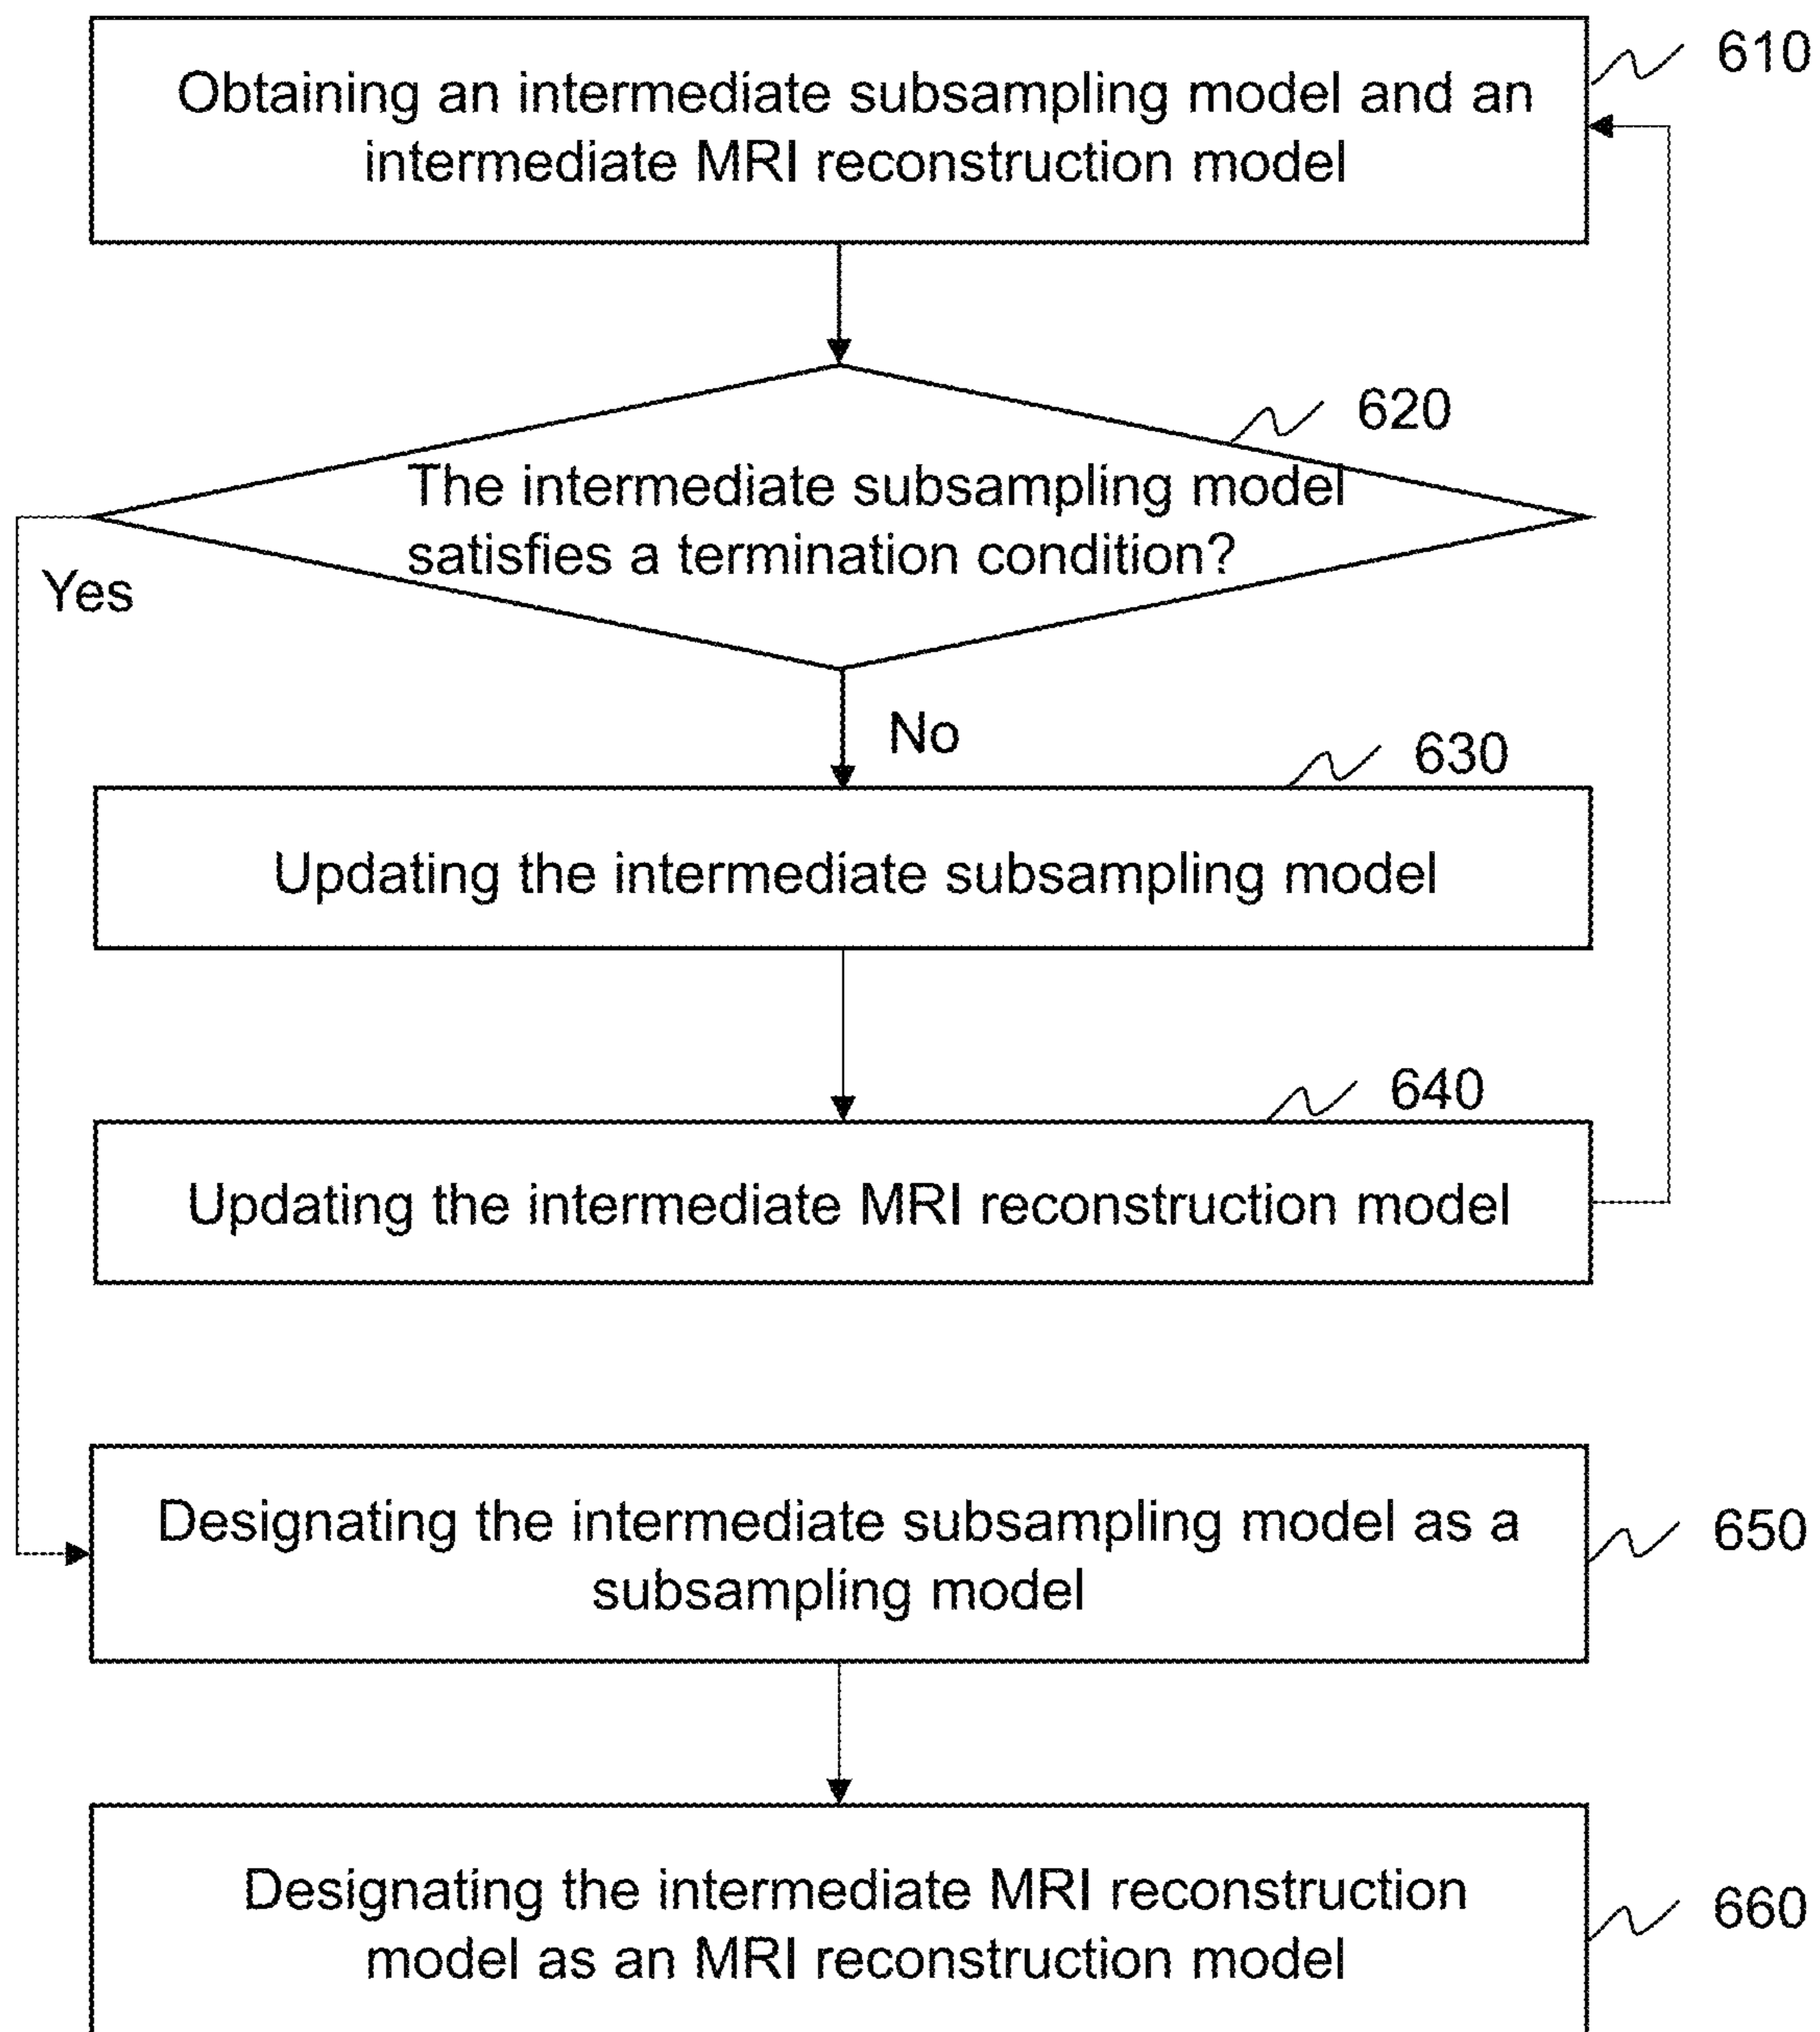 610
Obtaining an intermediate subsampling model and an
intermediate MRI reconstruction model
620
The intermediate subsampling model
satisfies a termination condition?
Yes
No
630
Updating the intermediate subsampling model
640
Updating the intermediate MRI reconstruction model
Designating the intermediate subsampling model as a
subsampling model
650
Designating the intermediate MRI reconstruction
model as an MRI reconstruction model
660